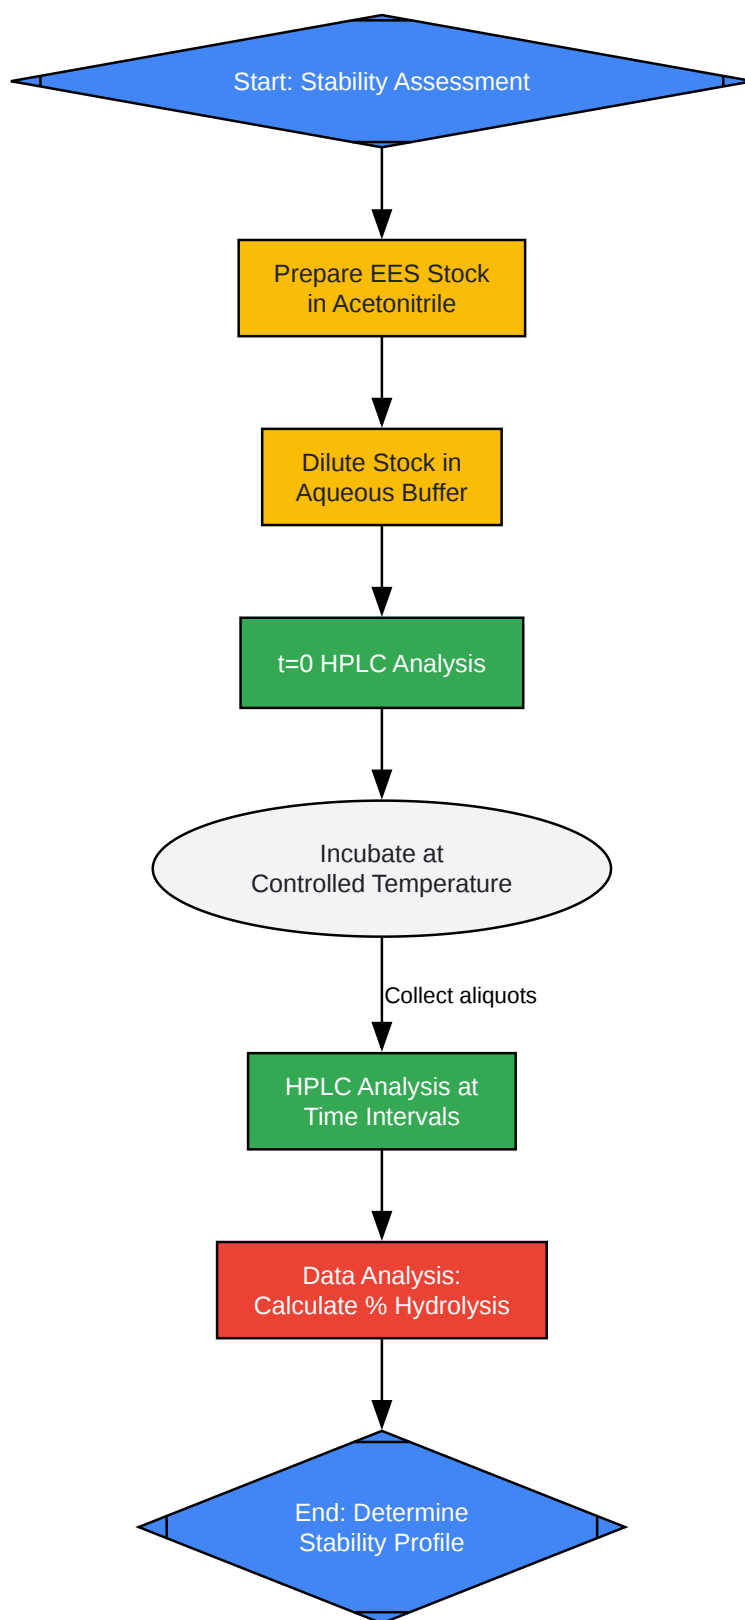 Start: Stability Assessment
Prepare EES Stock
in Acetonitrile
Dilute Stock in
Aqueous Buffer
t=0 HPLC Analysis
Incubate at
Controlled Temperature
Collect aliquots
HPLC Analysis at
Time Intervals
Data Analysis:
Calculate % Hydrolysis
End: Determine
Stability Profile